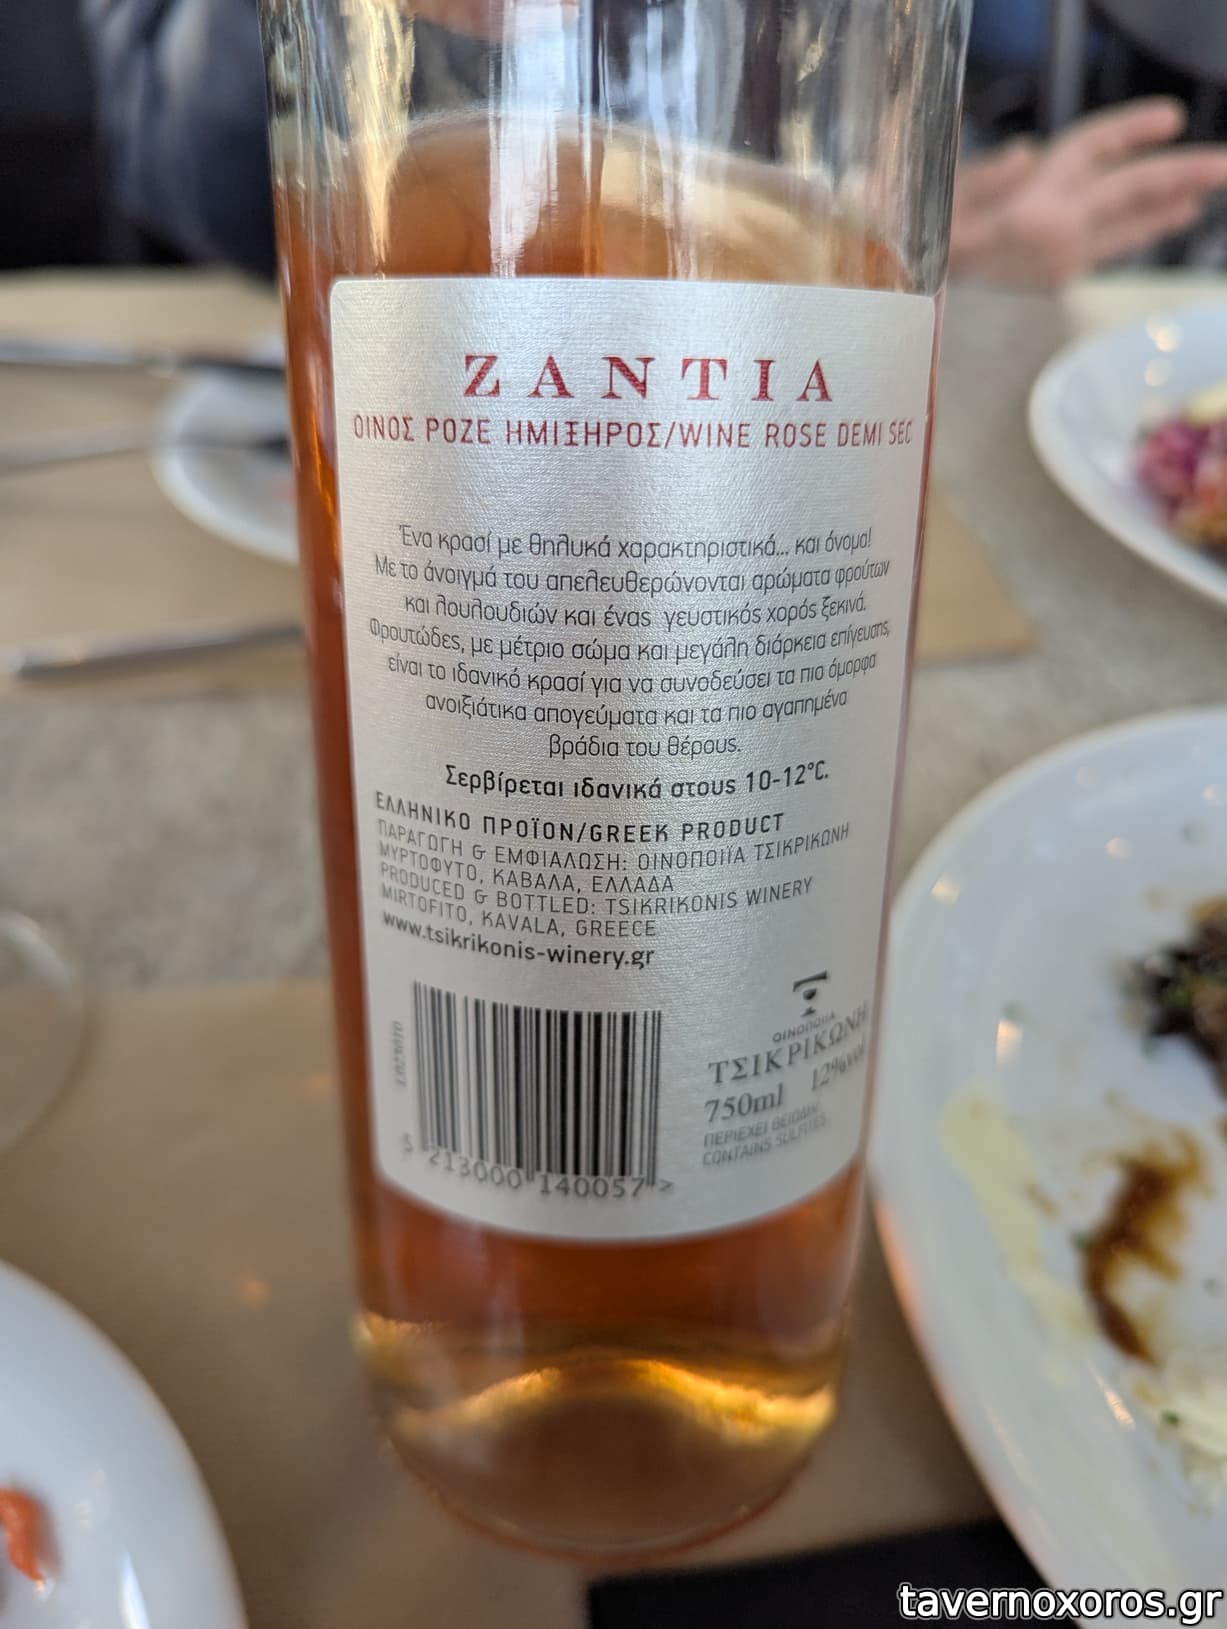 ZANTIA
ΟΙΝΟΣ ΡΟΖΕ ΗΜΙΞΗΡΟΣ/WINE ROSE DEMI SEC
Ένα κρασί με θηλυκά χαρακτηριστικά... και όνομα!
Με το άνοιγμά του απελευθερώνονται αρώματα φρούτων
και λουλουδιών και ένας γευστικός χορός ξεκινά.
Φρουτώδες, με μέτριο σώμα και μεγάλη διάρκεια επίγευσης,
είναι το ιδανικό κρασί για να συνοδεύσει τα πιο όμορφα
ανοιξιάτικα απογεύματα και τα πιο αγαπημένα
βράδια του θέρους.
Σερβίρεται ιδανικά στους 10-12°C.
ΕΛΛΗΝΙΚΟ ΠΡΟΪΟΝ/GREEK PRODUCT
ΠΑΡΑΓΩΓΗ & ΕΜΦΙΑΛΩΣΗ: ΟΙΝΟΠΟΙΪΑ ΤΣΙΚΡΙΚΩΝΗ
ΜΥΡΤΟΦΥΤΟ, ΚΑΒΑΛΑ, ΕΛΛΑΔΑ
PRODUCED & BOTTLED: TSIKRIKONIS WINERY
MIRTOFITO, KAVALA, GREECE
www.tsikrikonis-winery.gr
ΟΙΝΟΠΟΙΪΑ
ΤΣΙΚΡΙΚΩΝΗ
750ml 12%vol
ΠΕΡΙΕΧΕΙ ΘΕΙΩΔΗ
CONTAINS SULFITES
5 213000 140057 >
tavernoxoros.gr